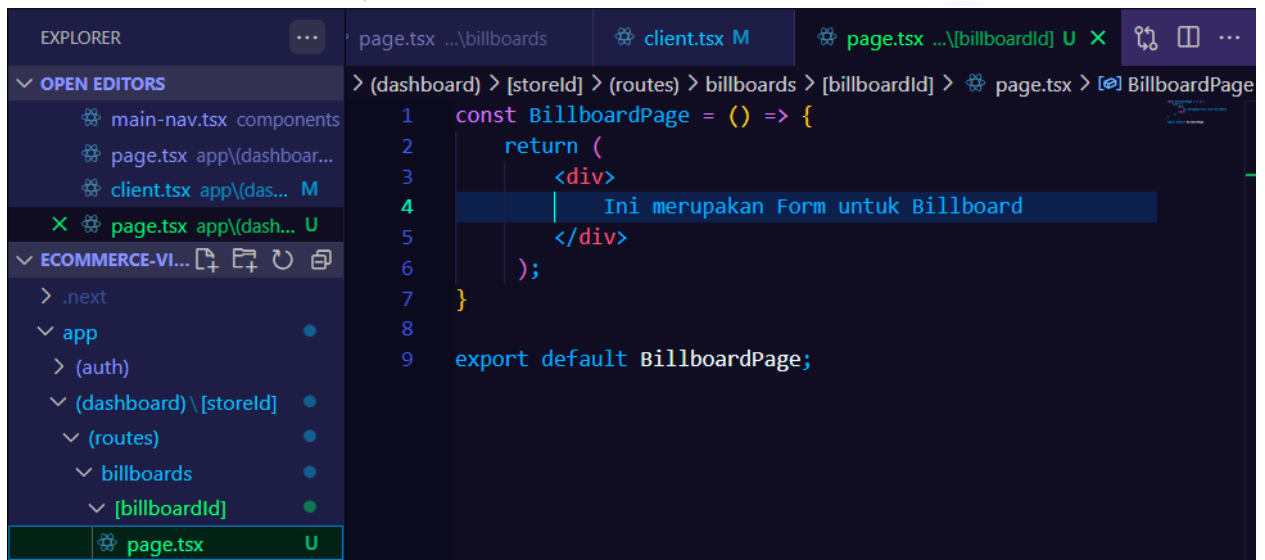 EXPLORER ...
page.tsx ...\billboards client.tsx M page.tsx ...\[billboardId] U
OPEN EDITORS
> (dashboard) > [storeId] > (routes) > billboards > [billboardId] > page.tsx > BillboardPage
main-nav.tsx components
page.tsx app\(dashboar...
client.tsx app\(das... M
page.tsx app\(dash... U
ECOMMERCE-VI...
> .next
app
> (auth)
(dashboard)\[storeId]
(routes)
billboards
[billboardId]
page.tsx U
1 const BillboardPage = () => {
2 return (
3 <div>
4 Ini merupakan Form untuk Billboard
5 </div>
6 );
7 }
8
9 export default BillboardPage;